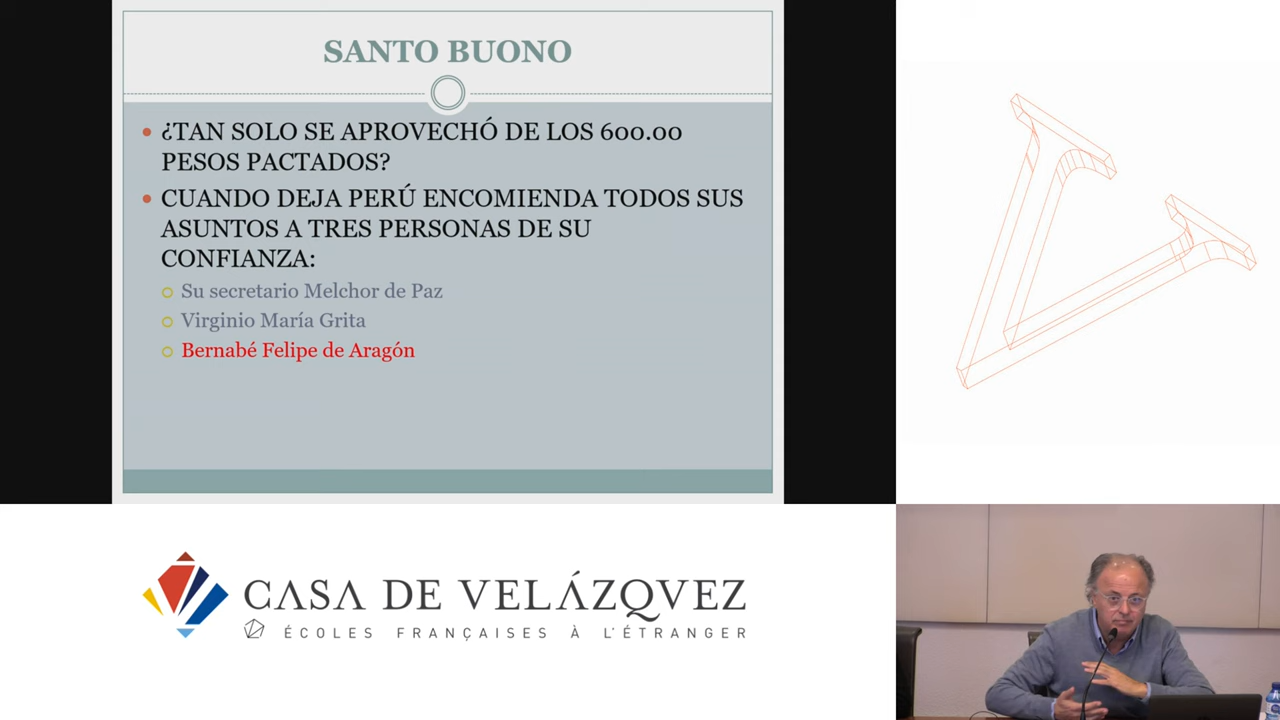 SANTO BUONO
• ¿TAN SOLO SE APROVECHÓ DE LOS 600.00
PESOS PACTADOS?
• CUANDO DEJA PERÚ ENCOMIENDA TODOS SUS
ASUNTOS A TRES PERSONAS DE SU
CONFIANZA:
Su secretario Melchor de Paz
Virginio María Grita
Bernabé Felipe de Aragón
CASA DE VELÁZQVEZ
ÉCOLES FRANÇAISES À L'ÉTRANGER